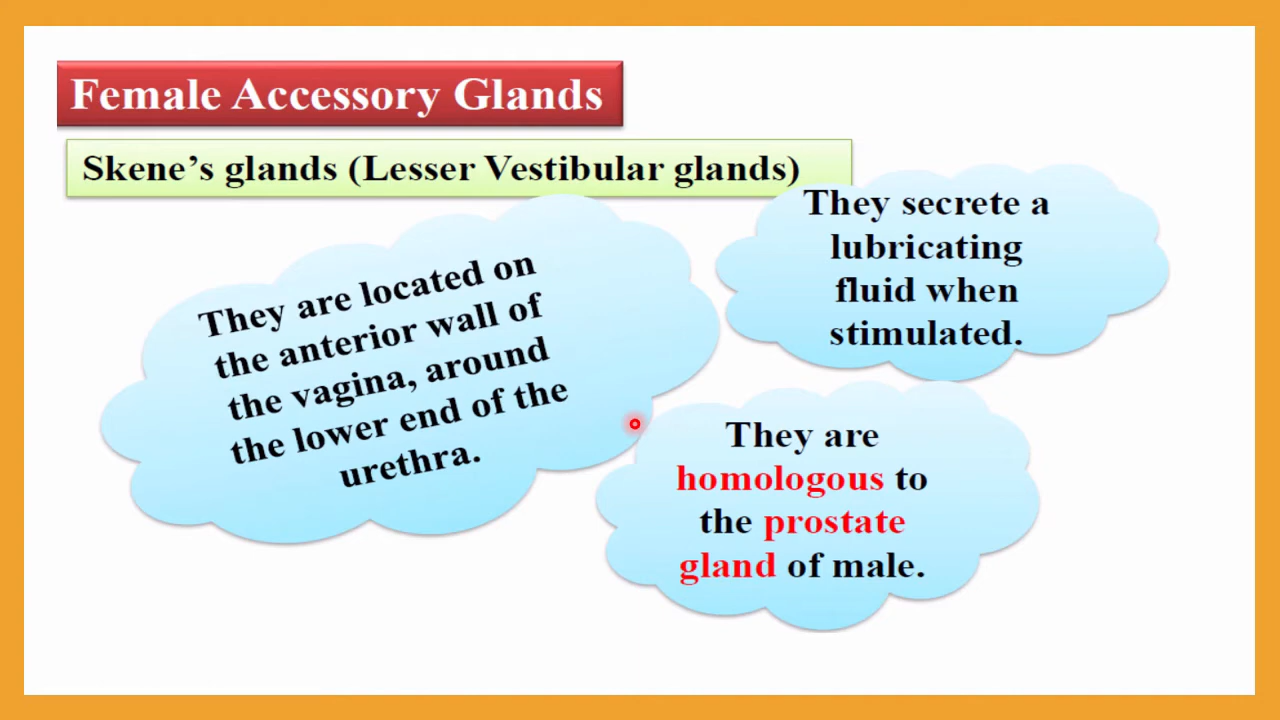 Female Accessory Glands
Skene's glands (Lesser Vestibular glands)
They are located on
the anterior wall of
the vagina, around
the lower end of the
urethra.
They secrete a
lubricating
fluid when
stimulated.
They are
homologous to
the prostate
gland of male.